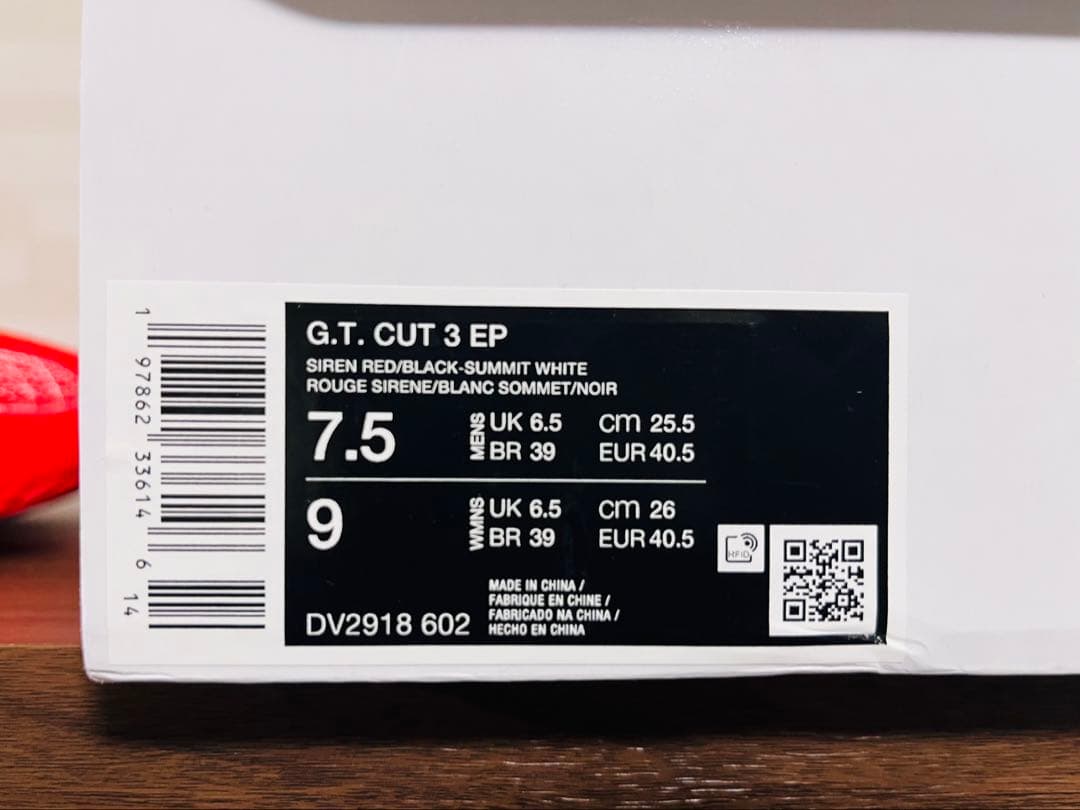 1 97862 33614 6 14
G.T. CUT 3 EP
SIREN RED/BLACK-SUMMIT WHITE
ROUGE SIRENE/BLANC SOMMET/NOIR
7.5 MENS UK 6.5 cm 25.5
BR 39 EUR 40.5
9 WMNS UK 6.5 cm 26
BR 39 EUR 40.5
RFID
MADE IN CHINA /
FABRIQUE EN CHINE /
FABRICADO NA CHINA /
HECHO EN CHINA
DV2918 602